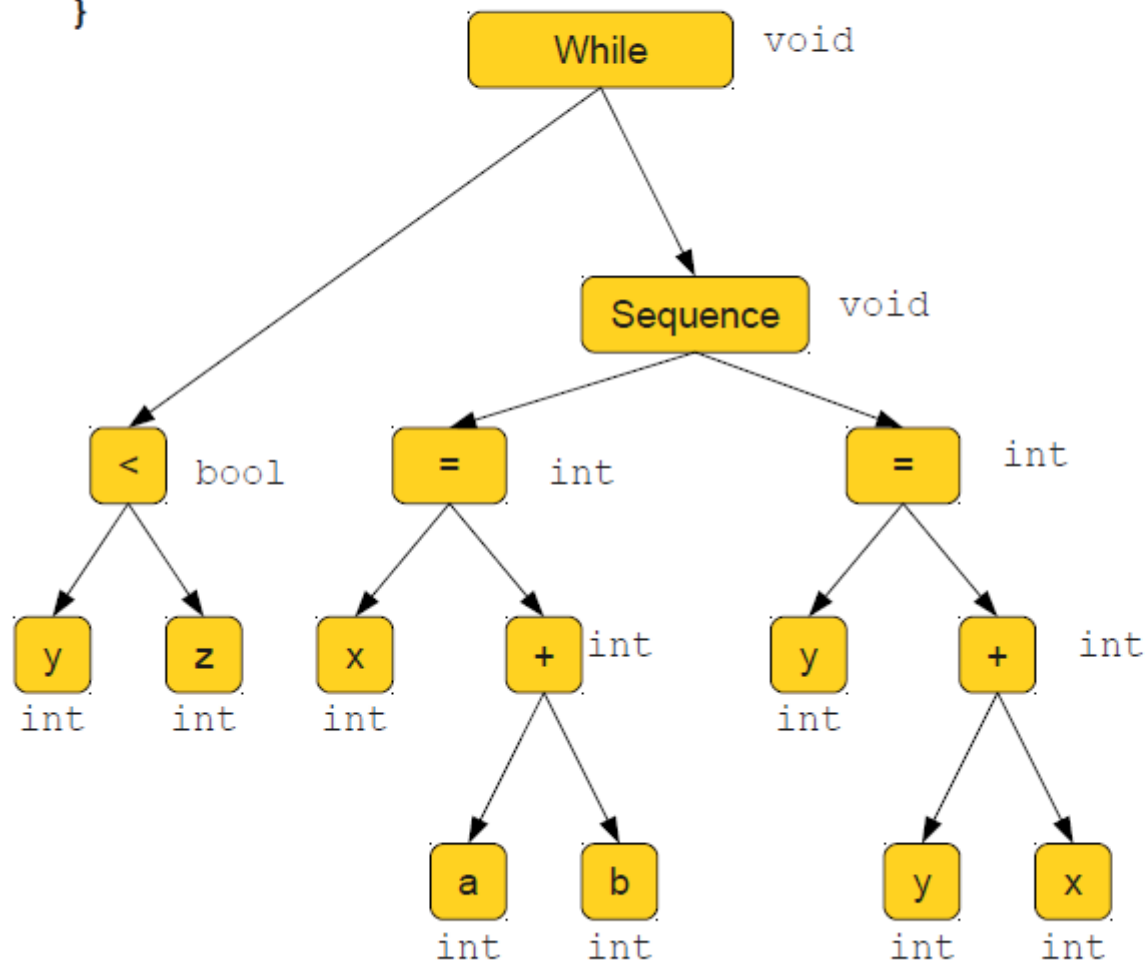 }
While void
Sequence void
< bool = int = int
y z x + int y + int
int int int int
a b y x
int int int int